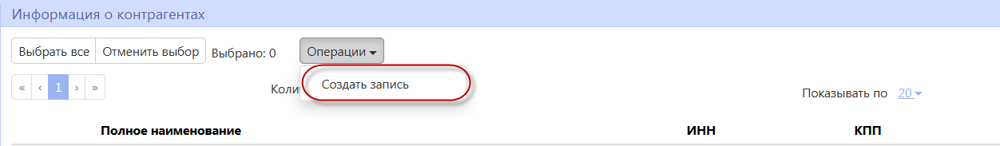 Информация о контрагентах
Выбрать все Отменить выбор Выбрано: 0 Операции
Создать запись
« ‹ 1 › » Показывать по 20
Полное наименование ИНН КПП